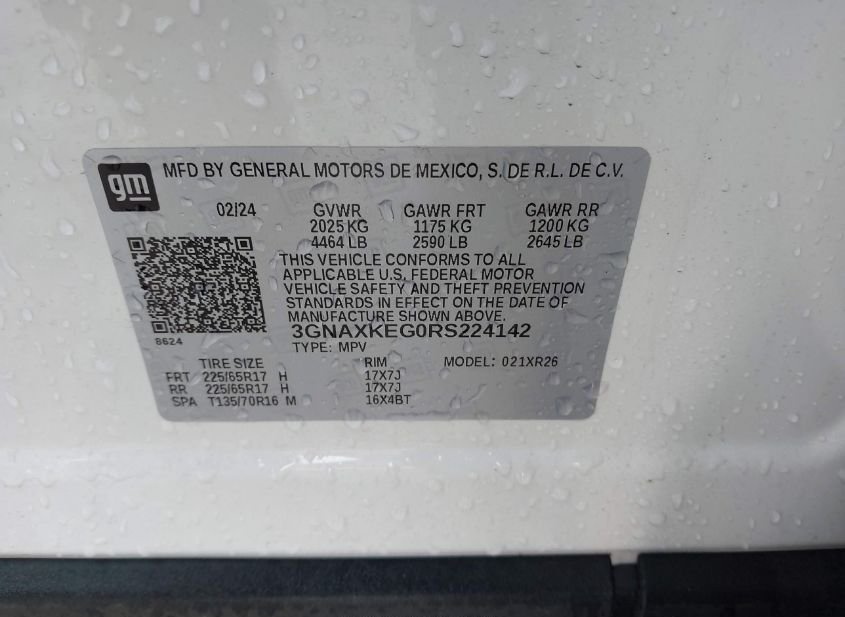 gm
MFD BY GENERAL MOTORS DE MEXICO, S. DE R.L. DE C.V.
02/24 GVWR GAWR FRT GAWR RR
2025 KG 1175 KG 1200 KG
4464 LB 2590 LB 2645 LB
THIS VEHICLE CONFORMS TO ALL
APPLICABLE U.S. FEDERAL MOTOR
VEHICLE SAFETY AND THEFT PREVENTION
STANDARDS IN EFFECT ON THE DATE OF
MANUFACTURE SHOWN ABOVE.
3GNAXKEG0RS224142
8624
TYPE: MPV
TIRE SIZE RIM MODEL: 021XR26
FRT 225/65R17 H 17X7J
RR 225/65R17 H 17X7J
SPA T135/70R16 M 16X4BT